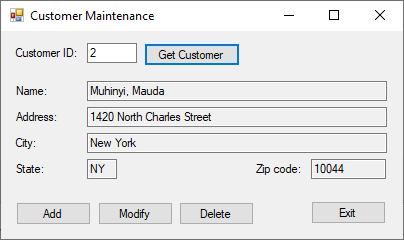 Customer Maintenance
Customer ID: 2 Get Customer
Name: Muhinyi, Mauda
Address: 1420 North Charles Street
City: New York
State: NY Zip code: 10044
Add Modify Delete Exit